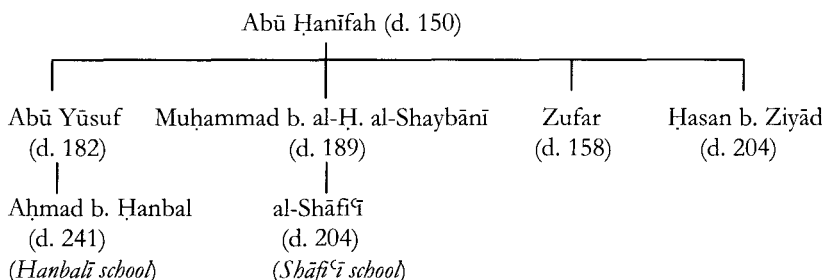 Abū Ḥanīfah (d. 150)
Abū Yūsuf Muḥammad b. al-Ḥ. al-Shaybānī Zufar Ḥasan b. Ziyād
(d. 182) (d. 189) (d. 158) (d. 204)
Aḥmad b. Ḥanbal al-Shāfiʿī
(d. 241) (d. 204)
(Hanbalī school) (Shāfiʿī school)